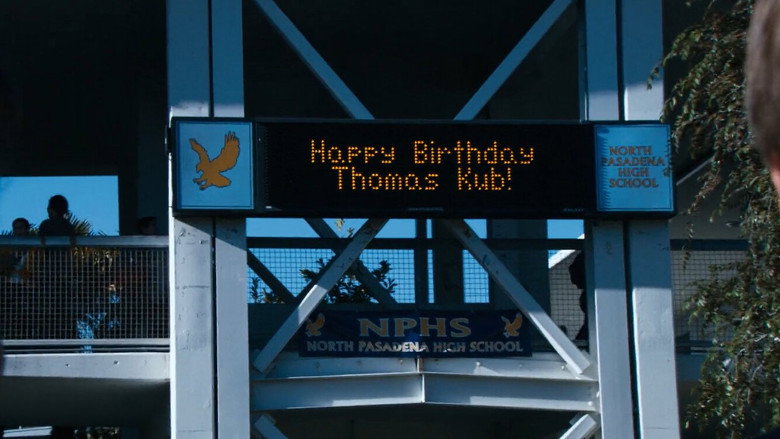 Happy Birthday
Thomas Kub!
NORTH
PASADENA
HIGH
SCHOOL
NPHS
NORTH PASADENA HIGH SCHOOL